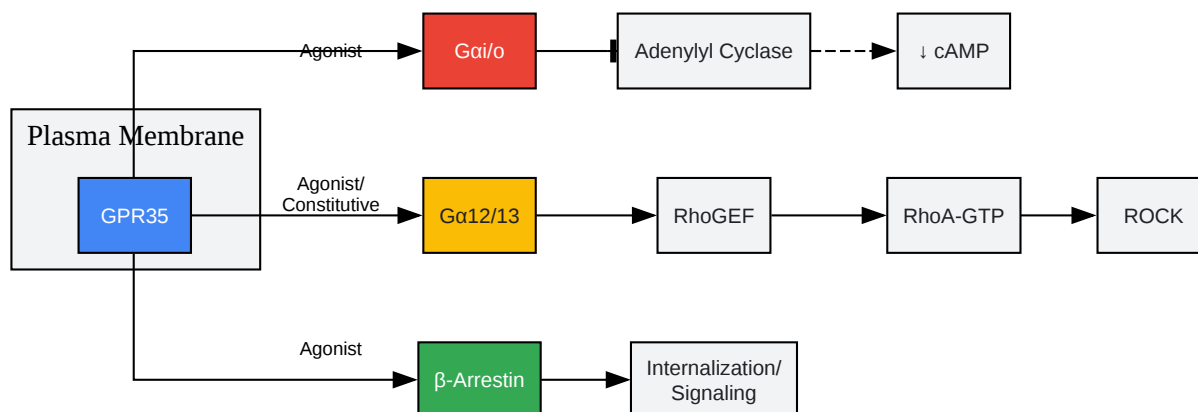 Agonist
Gαi/o
Adenylyl Cyclase
↓ cAMP
Plasma Membrane
GPR35
Agonist/
Constitutive
Gα12/13
RhoGEF
RhoA-GTP
ROCK
Agonist
β-Arrestin
Internalization/
Signaling